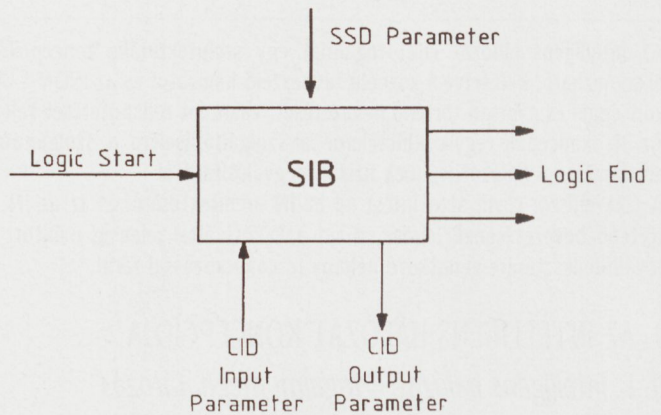 SSD Parameter
Logic Start
SIB
Logic End
CID
Input
Parameter
CID
Output
Parameter